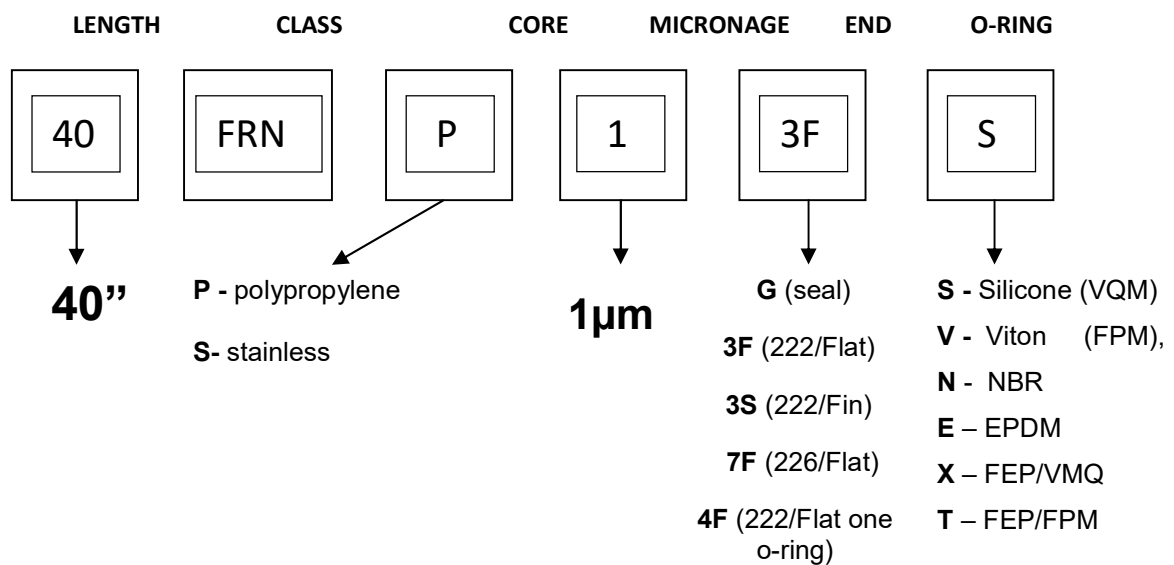 LENGTH CLASS CORE MICRONAGE END O-RING
40 FRN P 1 3F S
40”
P - polypropylene
S- stainless
1µm
G (seal)
3F (222/Flat)
3S (222/Fin)
7F (226/Flat)
4F (222/Flat one
o-ring)
S - Silicone (VQM)
V - Viton (FPM),
N - NBR
E – EPDM
X – FEP/VMQ
T – FEP/FPM